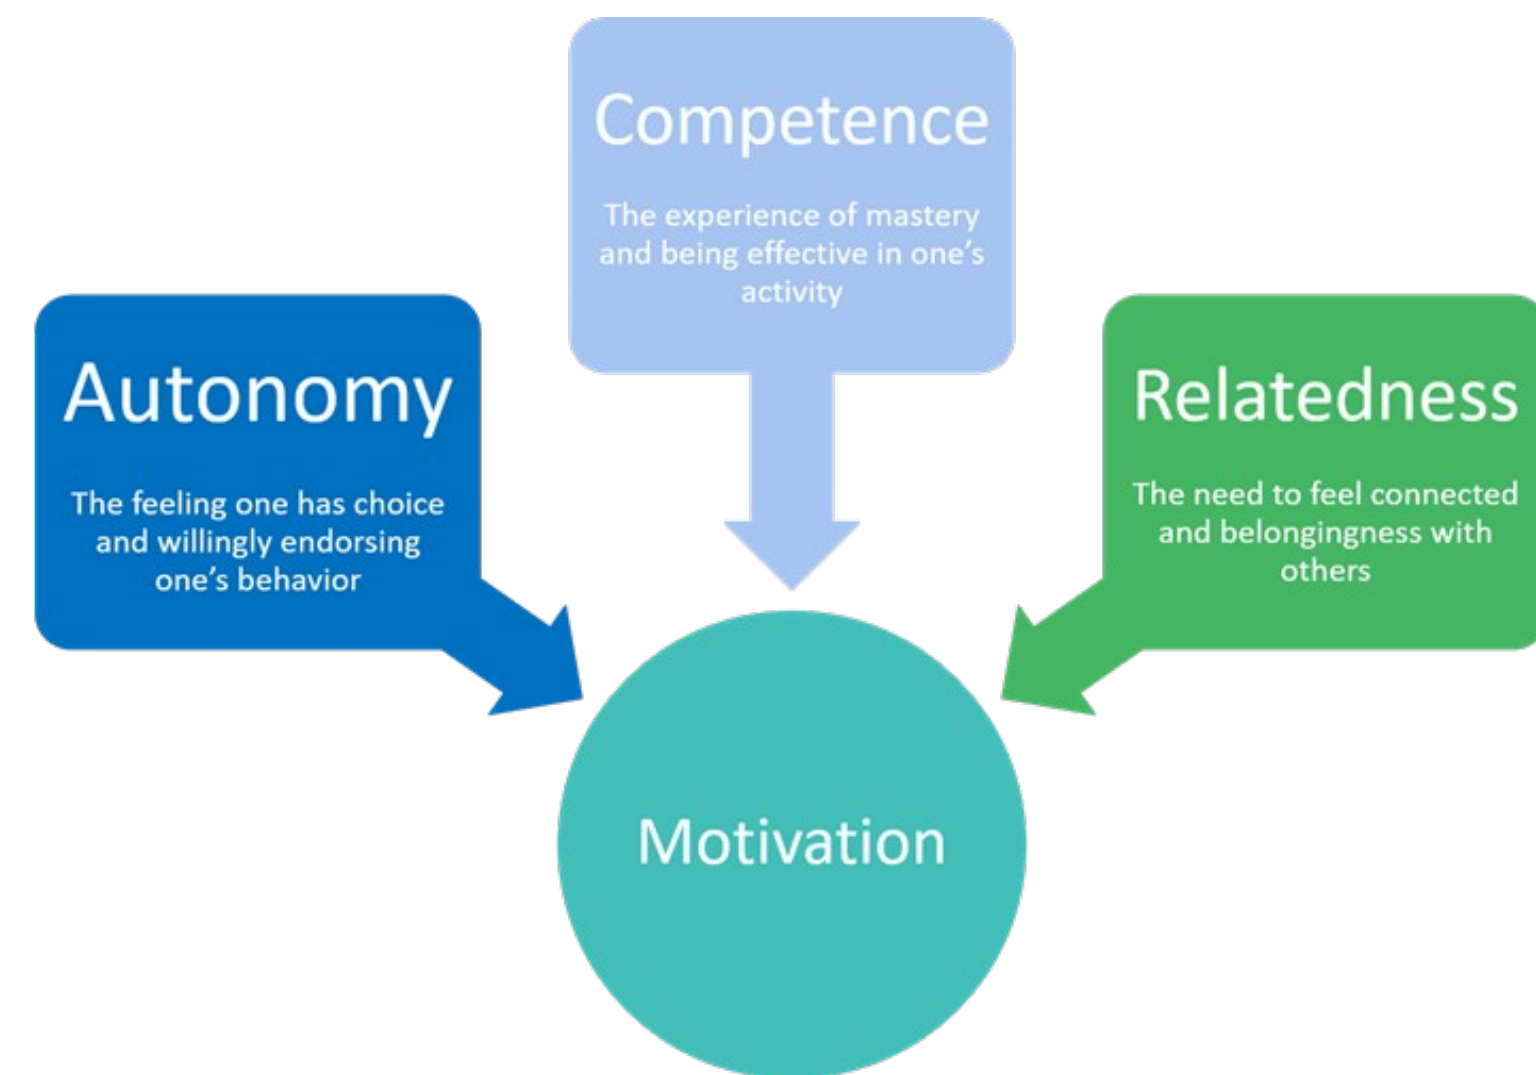 Competence
The experience of mastery
and being effective in one’s
activity
Autonomy
The feeling one has choice
and willingly endorsing
one’s behavior
Relatedness
The need to feel connected
and belongingness with
others
Motivation